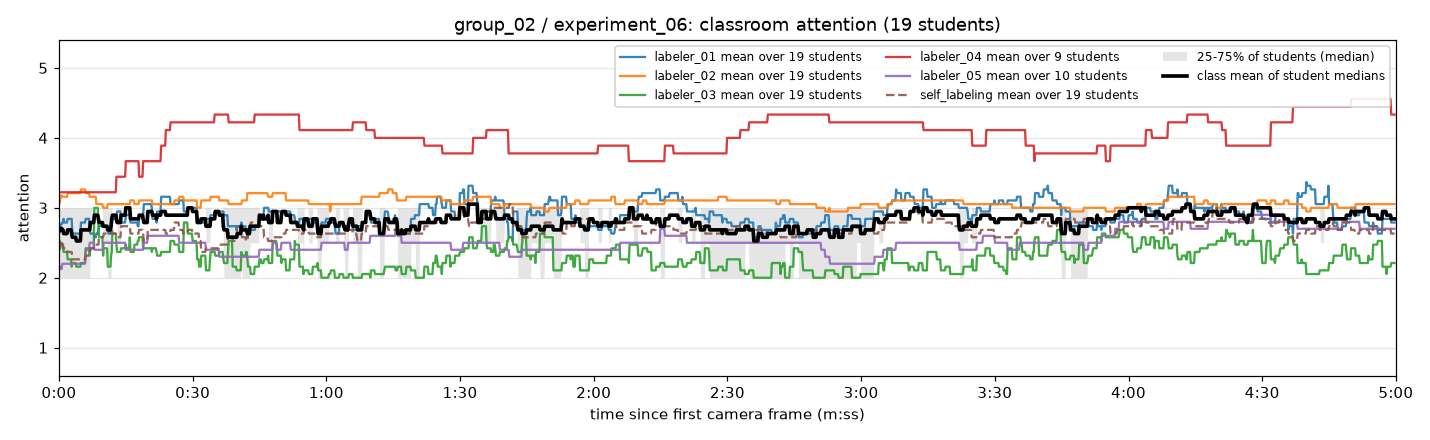 group_02 / experiment_06: classroom attention (19 students)
labeler_01 mean over 19 students
labeler_02 mean over 19 students
labeler_03 mean over 19 students
labeler_04 mean over 9 students
labeler_05 mean over 10 students
self_labeling mean over 19 students
25-75% of students (median)
class mean of student medians
attention
5
4
3
2
1
0:00 0:30 1:00 1:30 2:00 2:30 3:00 3:30 4:00 4:30 5:00
time since first camera frame (m:ss)